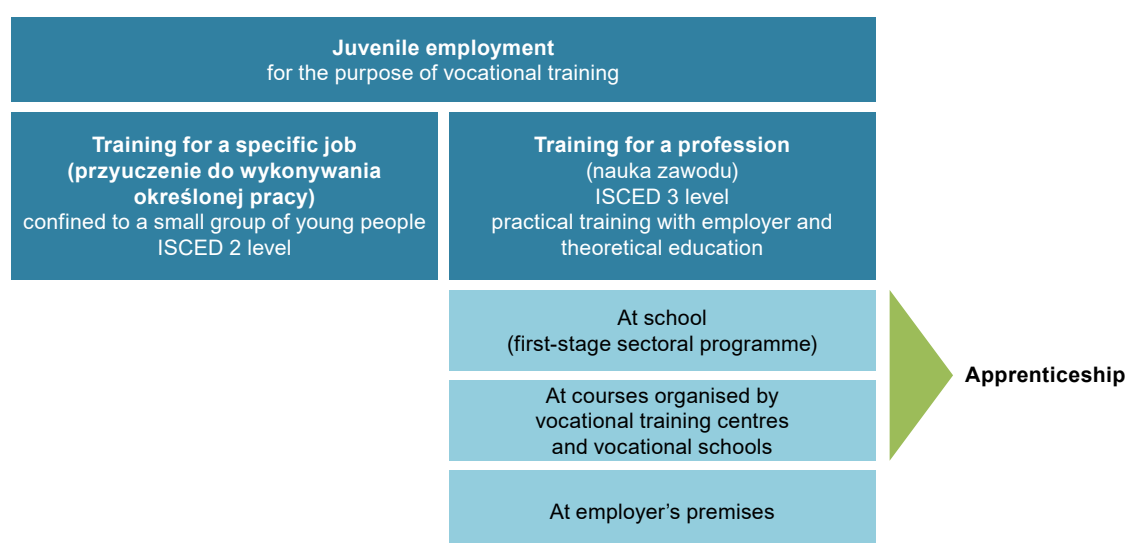 Juvenile employment
for the purpose of vocational training
Training for a specific job
(przyuczenie do wykonywania
określonej pracy)
confined to a small group of young people
ISCED 2 level
Training for a profession
(nauka zawodu)
ISCED 3 level
practical training with employer and
theoretical education
At school
(first-stage sectoral programme)
At courses organised by
vocational training centres
and vocational schools
At employer’s premises
Apprenticeship